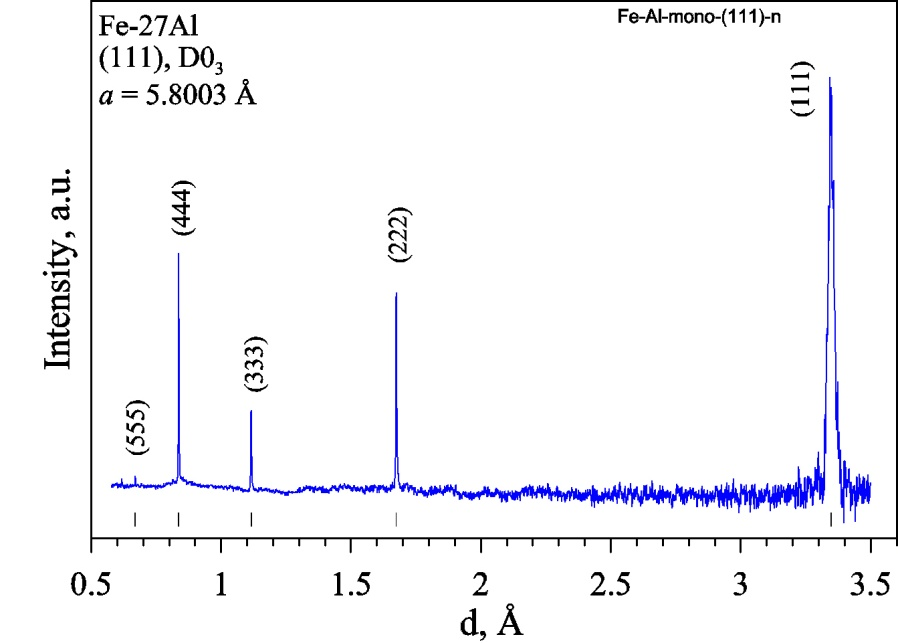 Fe-Al-mono-(111)-n
Fe-27Al
(111), D0₃
a = 5.8003 Å
(111)
(444)
(222)
(333)
(555)
Intensity, a.u.
0.5 1 1.5 2 2.5 3 3.5
d, Å